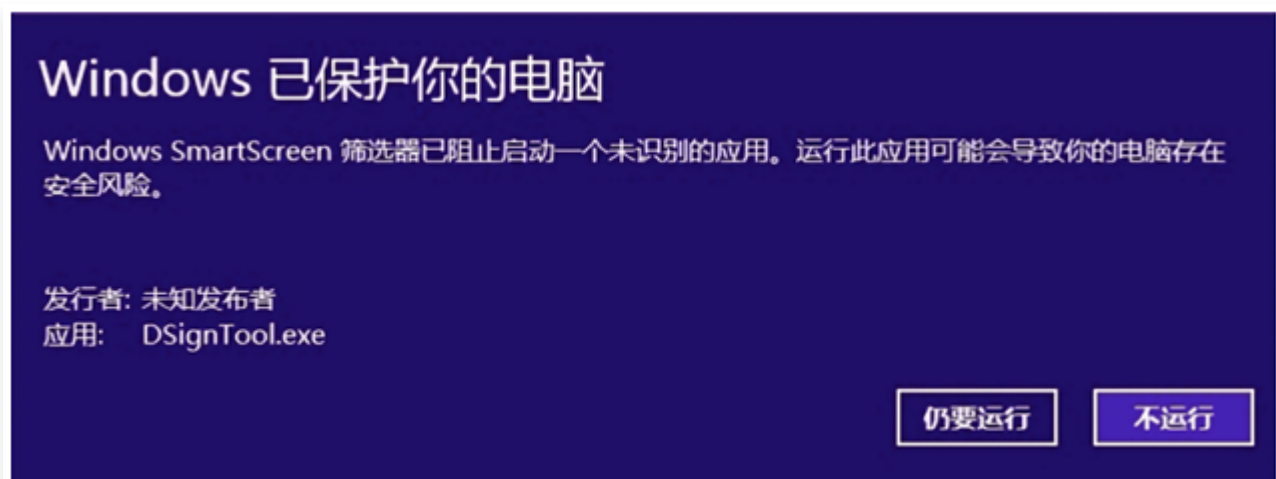 Windows 已保护你的电脑
Windows SmartScreen 筛选器已阻止启动一个未识别的应用。运行此应用可能会导致你的电脑存在
安全风险。
发行者: 未知发布者
应用: DSignTool.exe
仍要运行 不运行